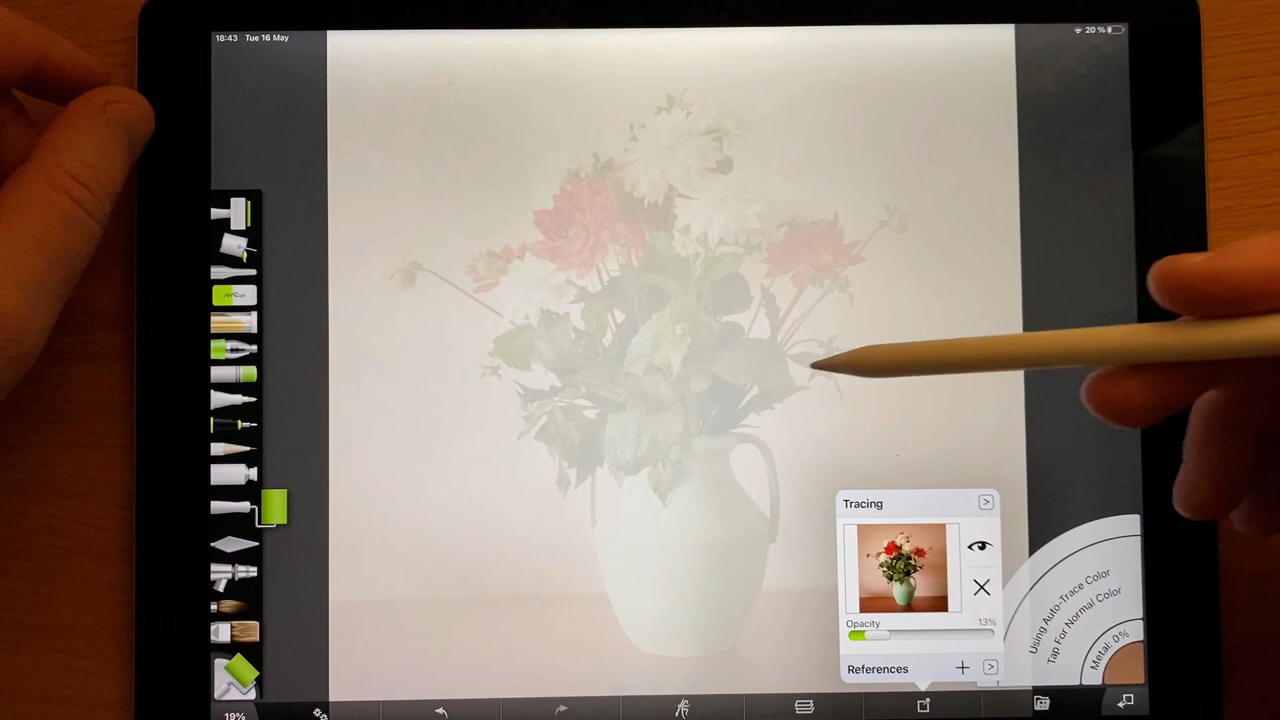 18:43 Tue 16 May
20 %
ArtRage
Tracing
Opacity
13%
References
Using Auto-Trace Color
Tap For Normal Color
Metal: 0%
19%